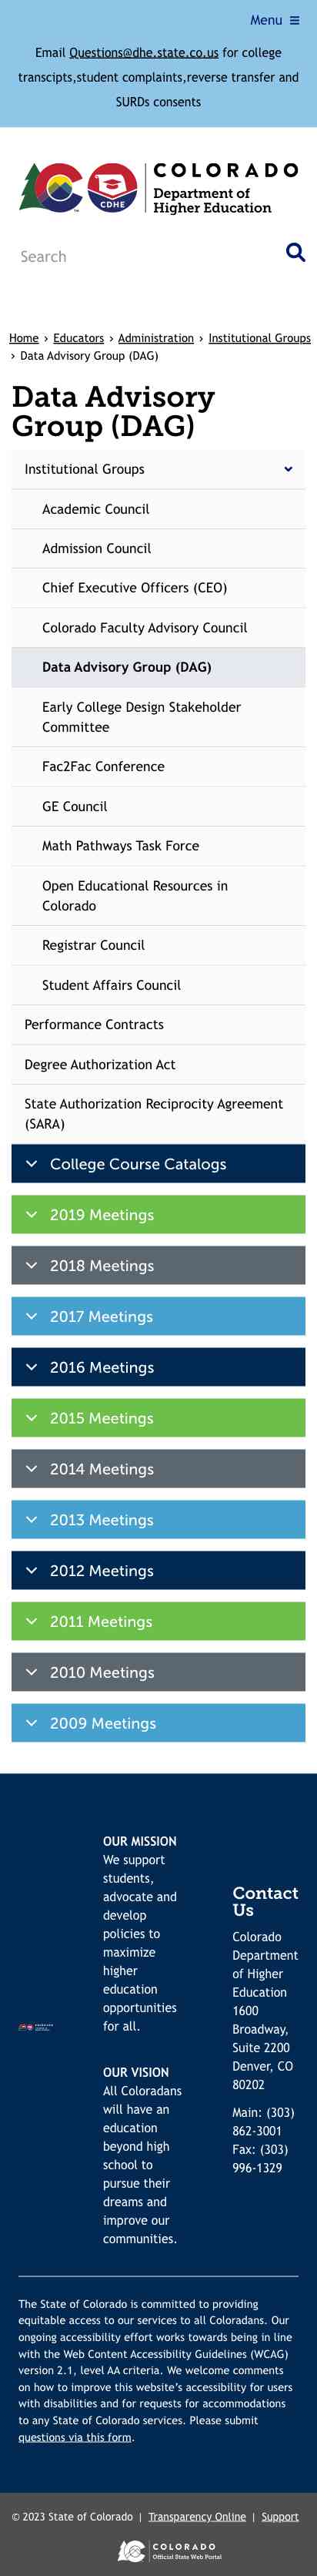 Menu
Email Questions@dhe.state.co.us for college
transcipts,student complaints,reverse transfer and
SURDs consents
C
CDHE
COLORADO
Department of
Higher Education
Search
Home › Educators › Administration › Institutional Groups
› Data Advisory Group (DAG)
Data Advisory
Group (DAG)
Institutional Groups
Academic Council
Admission Council
Chief Executive Officers (CEO)
Colorado Faculty Advisory Council
Data Advisory Group (DAG)
Early College Design Stakeholder
Committee
Fac2Fac Conference
GE Council
Math Pathways Task Force
Open Educational Resources in
Colorado
Registrar Council
Student Affairs Council
Performance Contracts
Degree Authorization Act
State Authorization Reciprocity Agreement
(SARA)
College Course Catalogs
2019 Meetings
2018 Meetings
2017 Meetings
2016 Meetings
2015 Meetings
2014 Meetings
2013 Meetings
2012 Meetings
2011 Meetings
2010 Meetings
2009 Meetings
OUR MISSION
We support
students,
advocate and
develop
policies to
maximize
higher
education
opportunities
for all.
OUR VISION
All Coloradans
will have an
education
beyond high
school to
pursue their
dreams and
improve our
communities.
Contact
Us
Colorado
Department
of Higher
Education
1600
Broadway,
Suite 2200
Denver, CO
80202
Main: (303)
862-3001
Fax: (303)
996-1329
The State of Colorado is committed to providing
equitable access to our services to all Coloradans. Our
ongoing accessibility effort works towards being in line
with the Web Content Accessibility Guidelines (WCAG)
version 2.1, level AA criteria. We welcome comments
on how to improve this website’s accessibility for users
with disabilities and for requests for accommodations
to any State of Colorado services. Please submit
questions via this form.
© 2023 State of Colorado | Transparency Online | Support
COLORADO
Official State Web Portal